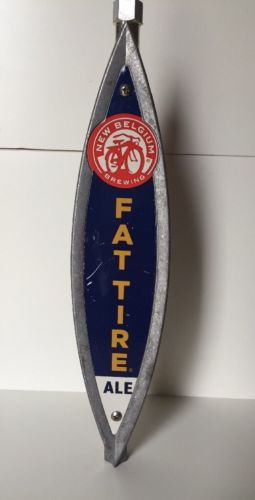 NEW BELGIUM
BREWING
FAT TIRE®
ALE